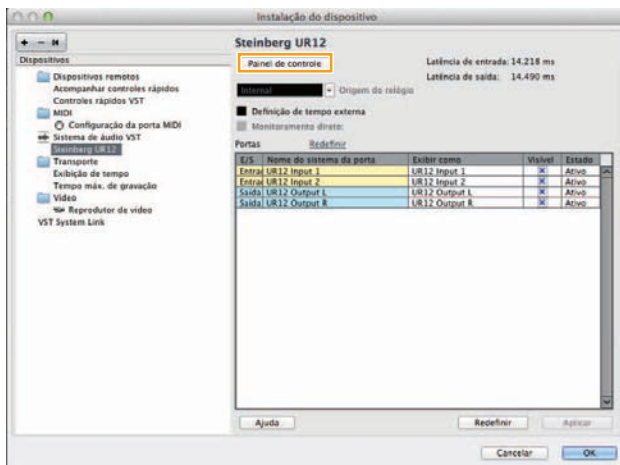 Instalação do dispositivo
+ − |◀
Dispositivos
Dispositivos remotos
Acompanhar controles rápidos
Controles rápidos VST
MIDI
Configuração da porta MIDI
Sistema de áudio VST
Steinberg UR12
Transporte
Exibição de tempo
Tempo máx. de gravação
Vídeo
Reprodutor de vídeo
VST System Link
Steinberg UR12
Painel de controle
Latência de entrada: 14.218 ms
Latência de saída: 14.490 ms
Internal Origem do relógio
Definição de tempo externa
Monitoramento direto:
Portas Redefinir
E/S Nome do sistema da porta Exibir como Visível Estado
Entrad UR12 Input 1 UR12 Input 1 X Ativo
Entrad UR12 Input 2 UR12 Input 2 X Ativo
Saída UR12 Output L UR12 Output L X Ativo
Saída UR12 Output R UR12 Output R X Ativo
Ajuda Redefinir Aplicar
Cancelar OK